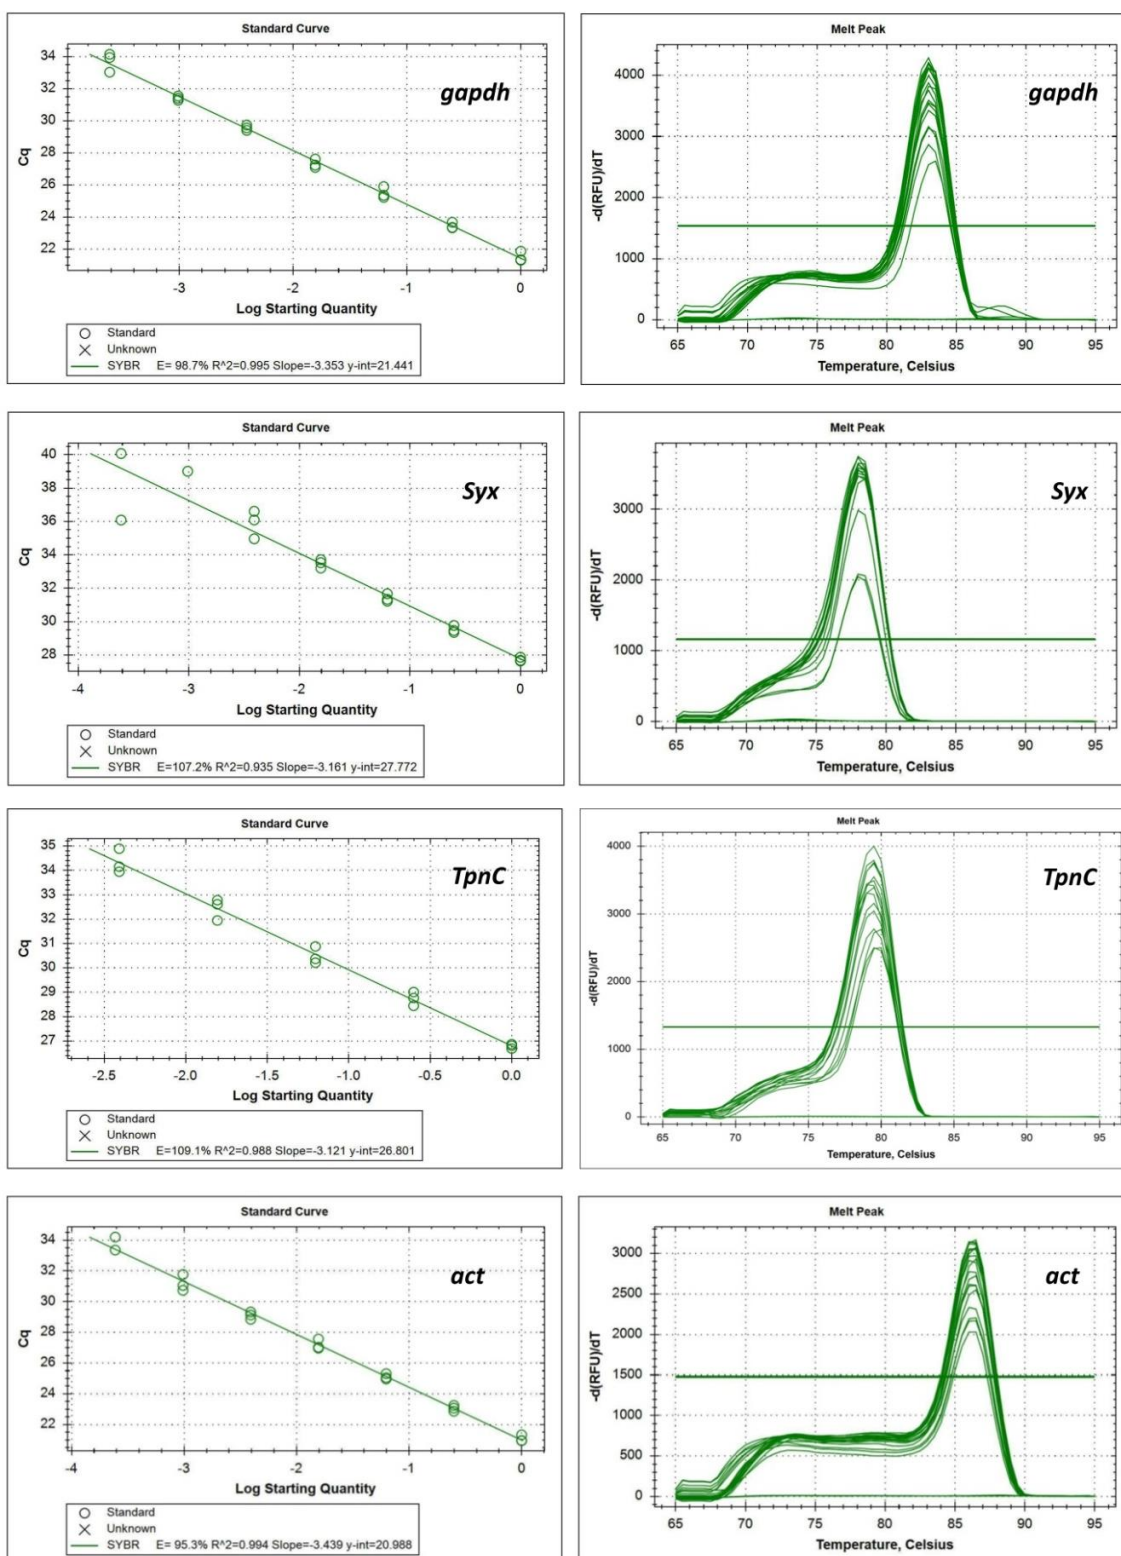 Standard Curve
gapdh
34
32
30
28
26
24
22
Cq
-3
-2
-1
0
Log Starting Quantity
Standard
Unknown
SYBR E= 98.7% R^2=0.995 Slope=-3.353 y-int=21.441
Melt Peak
gapdh
4000
3000
2000
1000
0
-d(RFU)/dT
65 70 75 80 85 90 95
Temperature, Celsius
Standard Curve
Syx
40
38
36
34
32
30
28
Cq
-4 -3 -2 -1 0
Log Starting Quantity
Standard
Unknown
SYBR E=107.2% R^2=0.935 Slope=-3.161 y-int=27.772
Melt Peak
Syx
3000
2000
1000
0
-d(RFU)/dT
65 70 75 80 85 90 95
Temperature, Celsius
Standard Curve
TpnC
35
34
33
32
31
30
29
28
27
Cq
-2.5 -2.0 -1.5 -1.0 -0.5 0.0
Log Starting Quantity
Standard
Unknown
SYBR E=109.1% R^2=0.988 Slope=-3.121 y-int=26.801
Melt Peak
TpnC
4000
3000
2000
1000
0
-d(RFU)/dT
65 70 75 80 85 90 95
Temperature, Celsius
Standard Curve
act
34
32
30
28
26
24
22
Cq
-4 -3 -2 -1 0
Log Starting Quantity
Standard
Unknown
SYBR E= 95.3% R^2=0.994 Slope=-3.439 y-int=20.988
Melt Peak
act
3000
2500
2000
1500
1000
500
0
-d(RFU)/dT
65 70 75 80 85 90 95
Temperature, Celsius